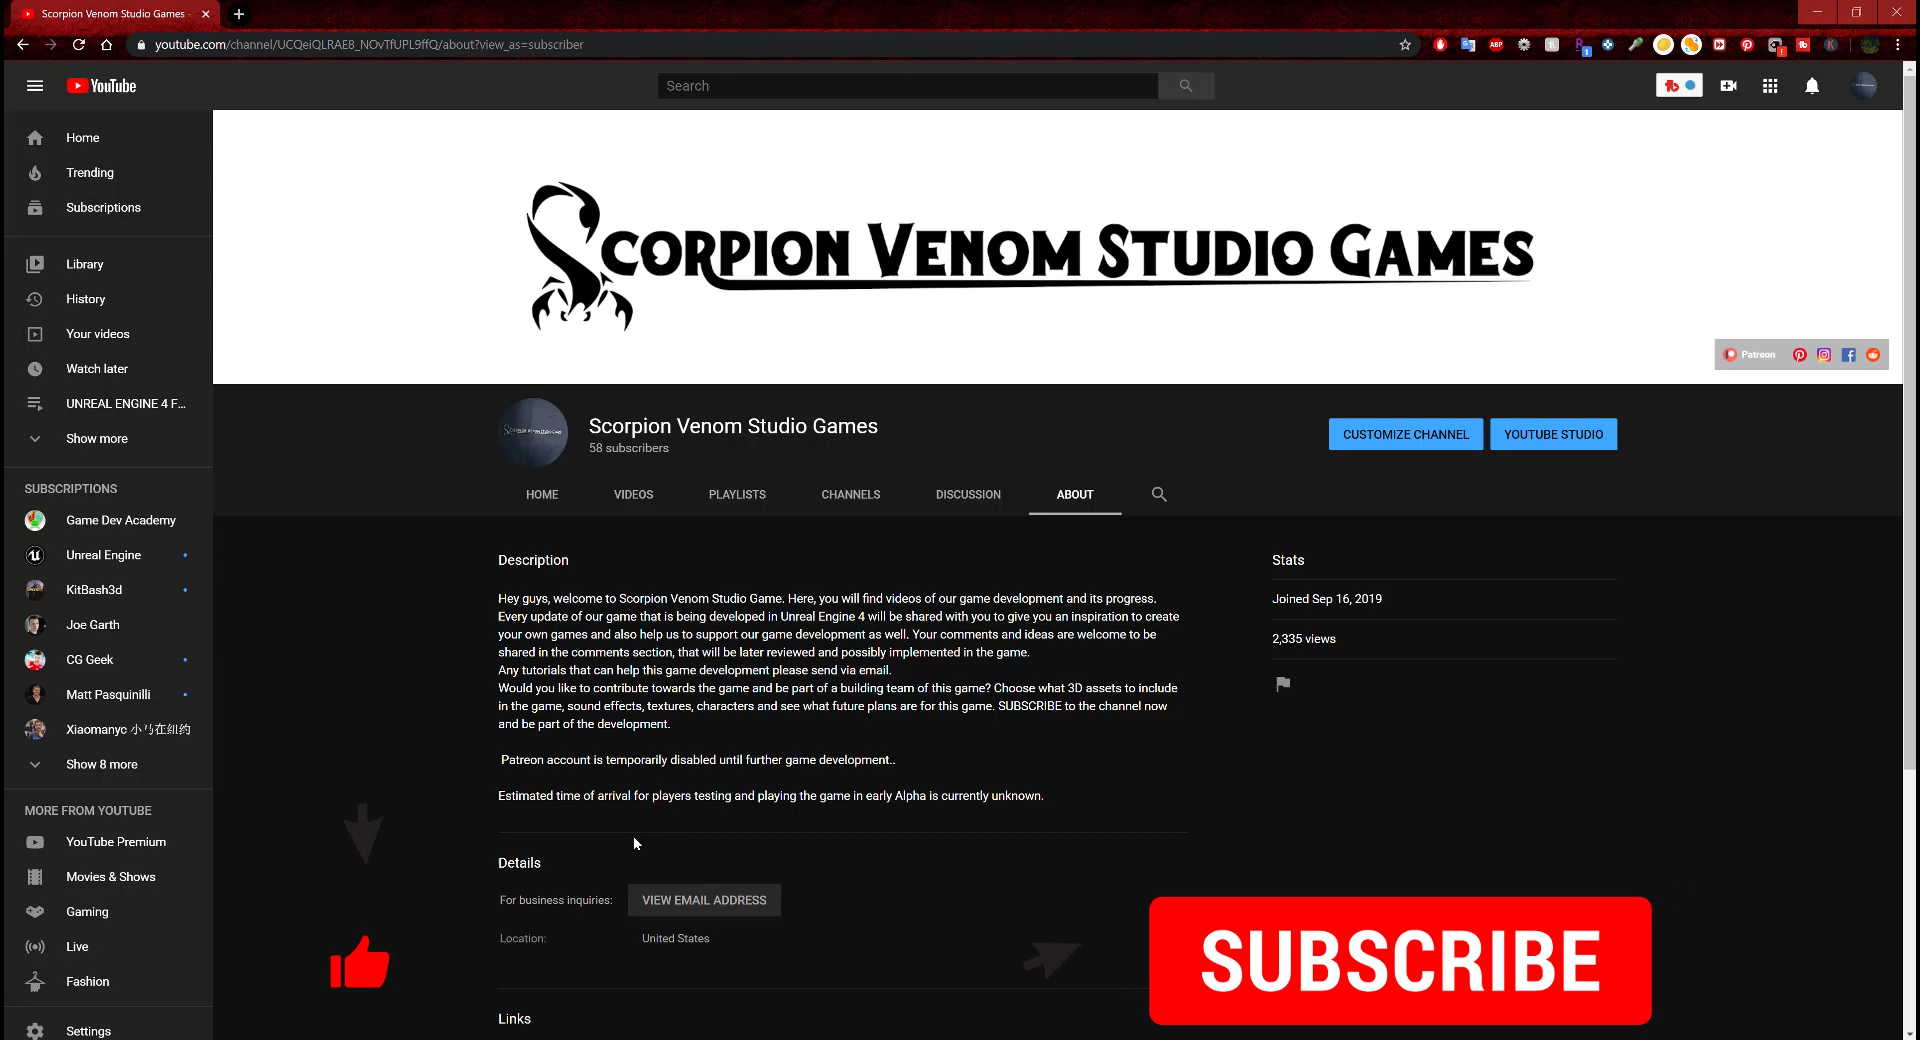 Scorpion Venom Studio Games -
youtube.com/channel/UCQeiQLRAE8_NOvTfUPL9ffQ/about?view_as=subscriber
YouTube
Search
Home
Trending
Subscriptions
Library
History
Your videos
Watch later
UNREAL ENGINE 4 F...
Show more
SUBSCRIPTIONS
Game Dev Academy
Unreal Engine
KitBash3d
Joe Garth
CG Geek
Matt Pasquinilli
Xiaomanyc 小马在纽约
Show 8 more
MORE FROM YOUTUBE
YouTube Premium
Movies & Shows
Gaming
Live
Fashion
Settings
SCORPION VENOM STUDIO GAMES
Patreon
Scorpion Venom Studio Games
58 subscribers
CUSTOMIZE CHANNEL
YOUTUBE STUDIO
HOME
VIDEOS
PLAYLISTS
CHANNELS
DISCUSSION
ABOUT
Description
Hey guys, welcome to Scorpion Venom Studio Game. Here, you will find videos of our game development and its progress.
Every update of our game that is being developed in Unreal Engine 4 will be shared with you to give you an inspiration to create
your own games and also help us to support our game development as well. Your comments and ideas are welcome to be
shared in the comments section, that will be later reviewed and possibly implemented in the game.
Any tutorials that can help this game development please send via email.
Would you like to contribute towards the game and be part of a building team of this game? Choose what 3D assets to include
in the game, sound effects, textures, characters and see what future plans are for this game. SUBSCRIBE to the channel now
and be part of the development.
Patreon account is temporarily disabled until further game development..
Estimated time of arrival for players testing and playing the game in early Alpha is currently unknown.
Details
For business inquiries:
VIEW EMAIL ADDRESS
Location:
United States
Links
Stats
Joined Sep 16, 2019
2,335 views
SUBSCRIBE